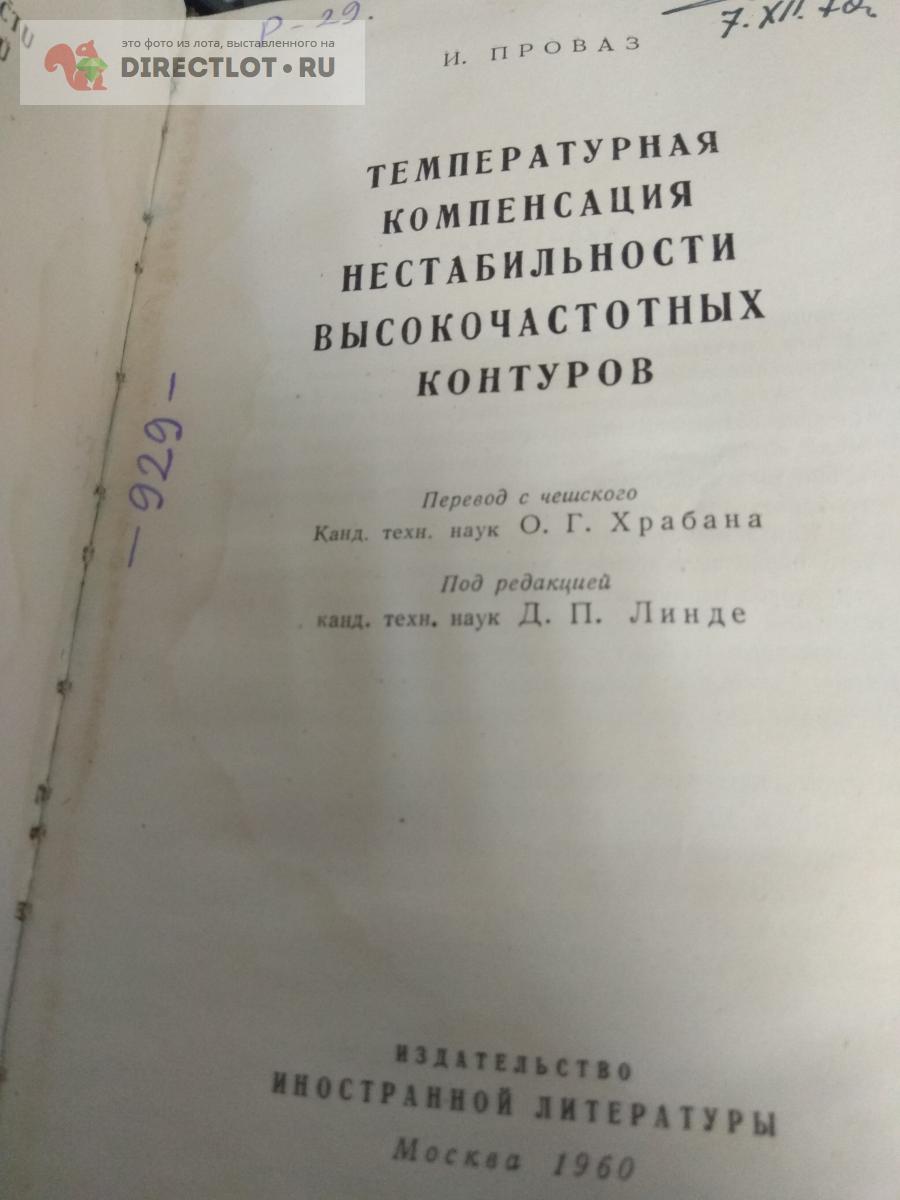 Р-29.
7.XII.70г.
это фото из лота, выставленного на
DIRECTLOT.RU
И. ПРОВАЗ
ТЕМПЕРАТУРНАЯ
КОМПЕНСАЦИЯ
НЕСТАБИЛЬНОСТИ
ВЫСОКОЧАСТОТНЫХ
КОНТУРОВ
-929-
Перевод с чешского
Канд. техн. наук О. Г. Храбана
Под редакцией
канд. техн. наук Д. П. Линде
ИЗДАТЕЛЬСТВО
ИНОСТРАННОЙ ЛИТЕРАТУРЫ
Москва 1960